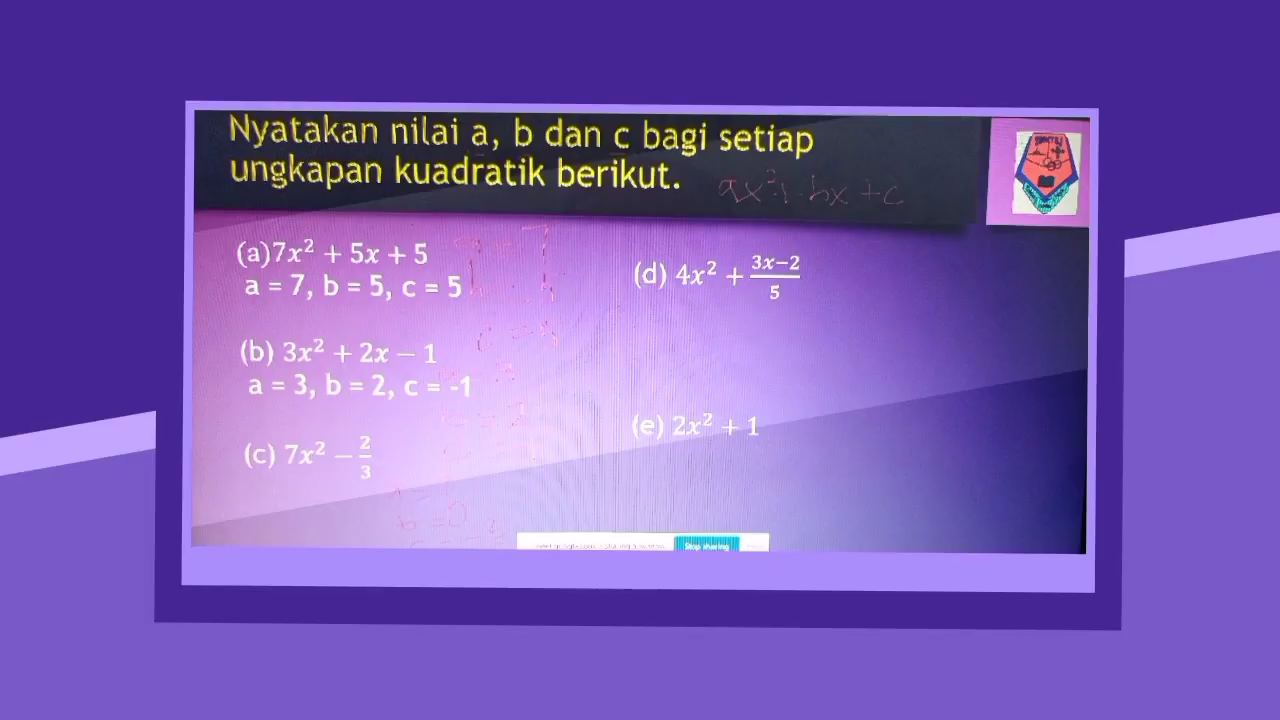 Nyatakan nilai a, b dan c bagi setiap
ungkapan kuadratik berikut.
ax² + bx + c
(a)7x² + 5x + 5
a = 7, b = 5, c = 5
(b) 3x² + 2x − 1
a = 3, b = 2, c = -1
(c) 7x² − 2/3
b = 0
(d) 4x² + (3x−2)/5
(e) 2x² + 1
Stop sharing